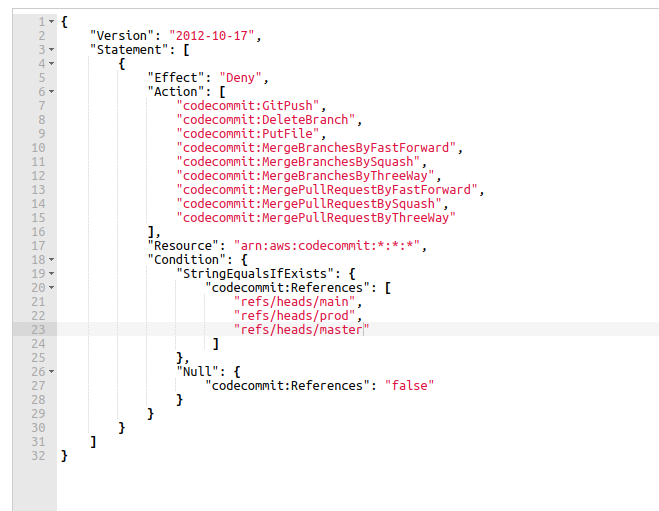 1 {
2     "Version": "2012-10-17",
3     "Statement": [
4         {
5             "Effect": "Deny",
6             "Action": [
7                 "codecommit:GitPush",
8                 "codecommit:DeleteBranch",
9                 "codecommit:PutFile",
10                 "codecommit:MergeBranchesByFastForward",
11                 "codecommit:MergeBranchesBySquash",
12                 "codecommit:MergeBranchesByThreeWay",
13                 "codecommit:MergePullRequestByFastForward",
14                 "codecommit:MergePullRequestBySquash",
15                 "codecommit:MergePullRequestByThreeWay"
16             ],
17             "Resource": "arn:aws:codecommit:*:*:*",
18             "Condition": {
19                 "StringEqualsIfExists": {
20                     "codecommit:References": [
21                         "refs/heads/main",
22                         "refs/heads/prod",
23                         "refs/heads/master"
24                      ]
25                 },
26                 "Null": {
27                     "codecommit:References": "false"
28                 }
29             }
30         }
31     ]
32 }